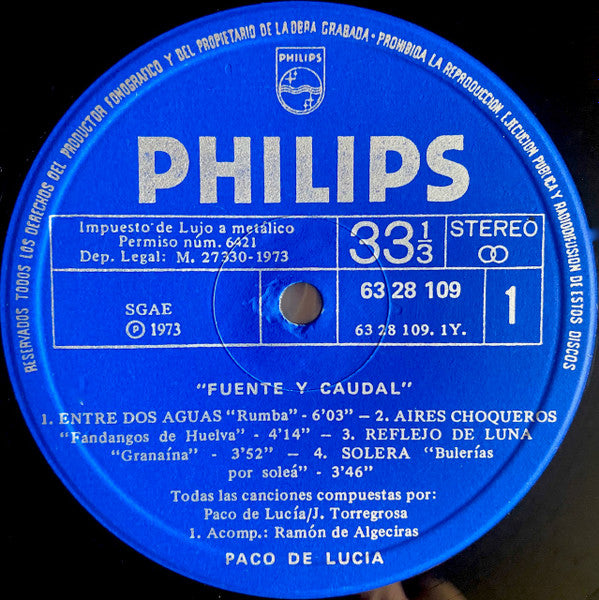 RESERVADOS TODOS LOS DERECHOS DEL PRODUCTOR FONOGRAFICO Y DEL PROPIETARIO DE LA OBRA GRABADA - PROHIBIDA LA REPRODUCCION, EJECUCION PUBLICA Y RADIODIFUSION DE ESTOS DISCOS
PHILIPS
PHILIPS
Impuesto de Lujo a metálico
Permiso núm. 6421
Dep. Legal: M. 27330-1973
33 1/3
STEREO
SGAE
Ⓟ 1973
63 28 109
63 28 109. 1Y.
1
"FUENTE Y CAUDAL"
1. ENTRE DOS AGUAS "Rumba" - 6'03" — 2. AIRES CHOQUEROS
"Fandangos de Huelva" - 4'14" — 3. REFLEJO DE LUNA
"Granaína" - 3'52" — 4. SOLERA "Bulerías
por soleá" - 3'46"
Todas las canciones compuestas por:
Paco de Lucía/J. Torregrosa
1. Acomp.: Ramón de Algeciras
PACO DE LUCIA